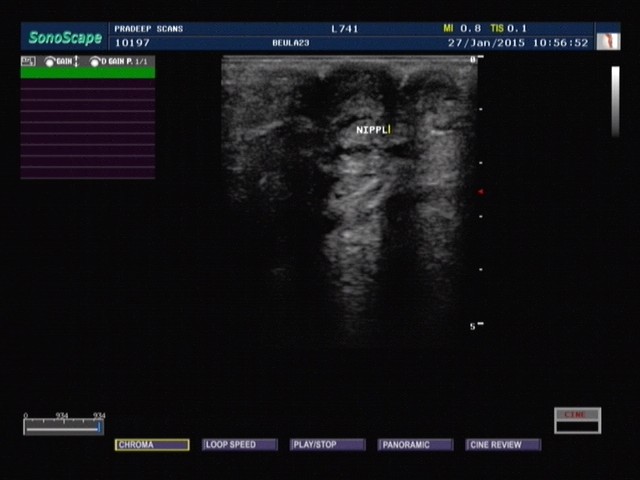 SonoScape
PRADEEP SCANS
L741
MI 0.8 TIS 0.1
10197
BEULA23
27/Jan/2015 10:56:52
GAIN
D GAIN P. 1/1
0
NIPPL
5
0 934 934
CINE
CHROMA
LOOP SPEED
PLAY/STOP
PANORAMIC
CINE REVIEW